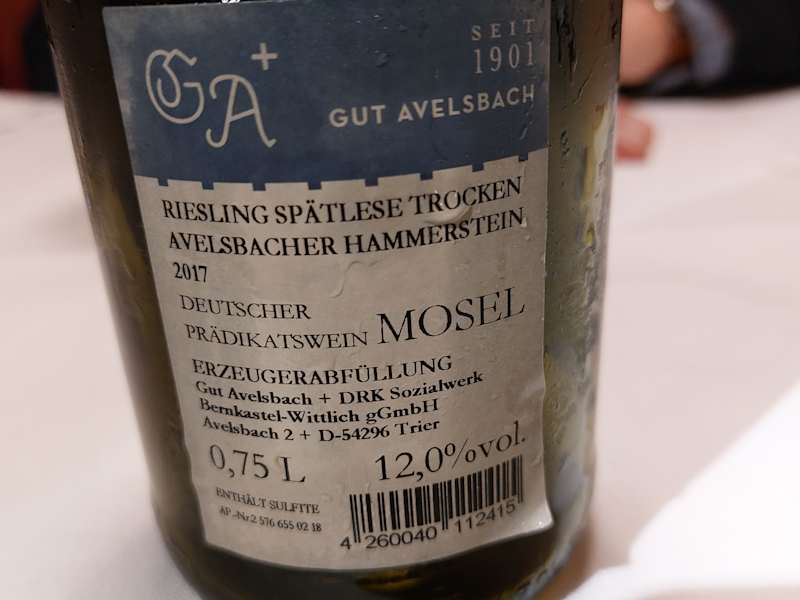 GA+
SEIT
1901
GUT AVELSBACH
RIESLING SPÄTLESE TROCKEN
AVELSBACHER HAMMERSTEIN
2017
DEUTSCHER
PRÄDIKATSWEIN MOSEL
ERZEUGERABFÜLLUNG
Gut Avelsbach + DRK Sozialwerk
Bernkastel-Wittlich gGmbH
Avelsbach 2 + D-54296 Trier
0,75 L 12,0%vol.
ENTHÄLT SULFITE
AP.-Nr.2 576 655 02 18
4 260040 112415